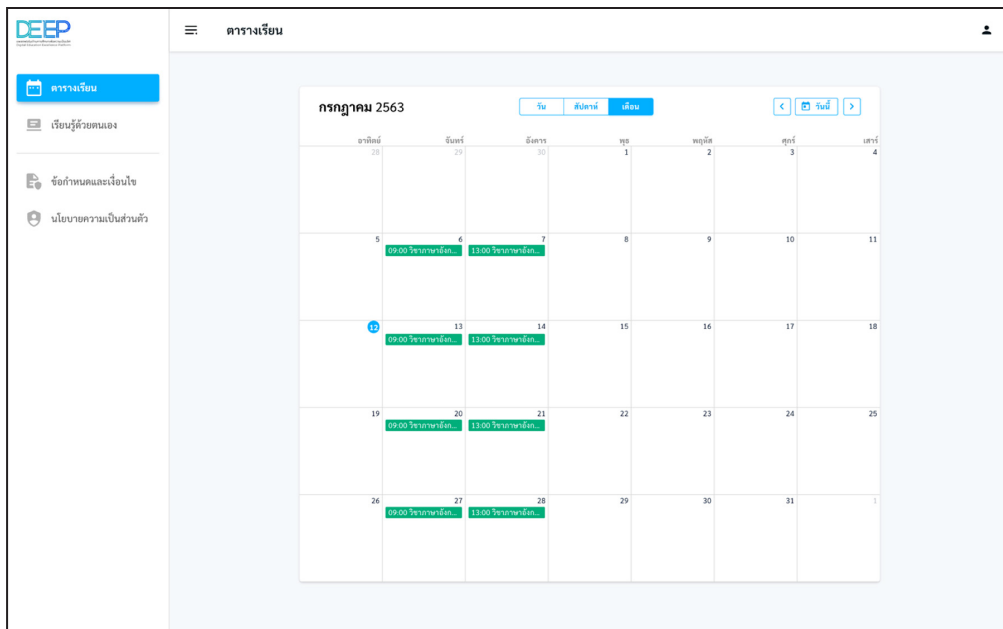 DEEP
ตารางเรียน
ตารางเรียน
เรียนรู้ด้วยตนเอง
ข้อกำหนดและเงื่อนไข
นโยบายความเป็นส่วนตัว
กรกฎาคม 2563
วัน สัปดาห์ เดือน
วันนี้
อาทิตย์ จันทร์ อังคาร พุธ พฤหัส ศุกร์ เสาร์
28 29 30 1 2 3 4
5 6 7 8 9 10 11
09:00 วิชาภาษาอังก... 13:00 วิชาภาษาอังก...
12 13 14 15 16 17 18
09:00 วิชาภาษาอังก... 13:00 วิชาภาษาอังก...
19 20 21 22 23 24 25
09:00 วิชาภาษาอังก... 13:00 วิชาภาษาอังก...
26 27 28 29 30 31 1
09:00 วิชาภาษาอังก... 13:00 วิชาภาษาอังก...